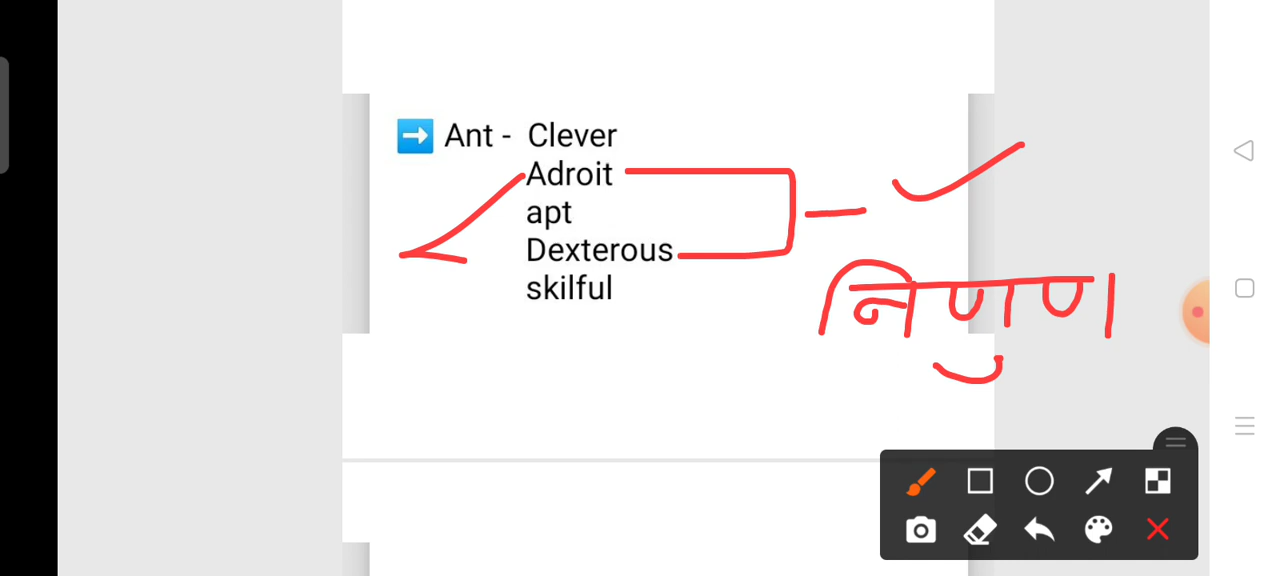 ➡️ Ant - Clever
Adroit
apt
Dexterous
skilful
निपुण